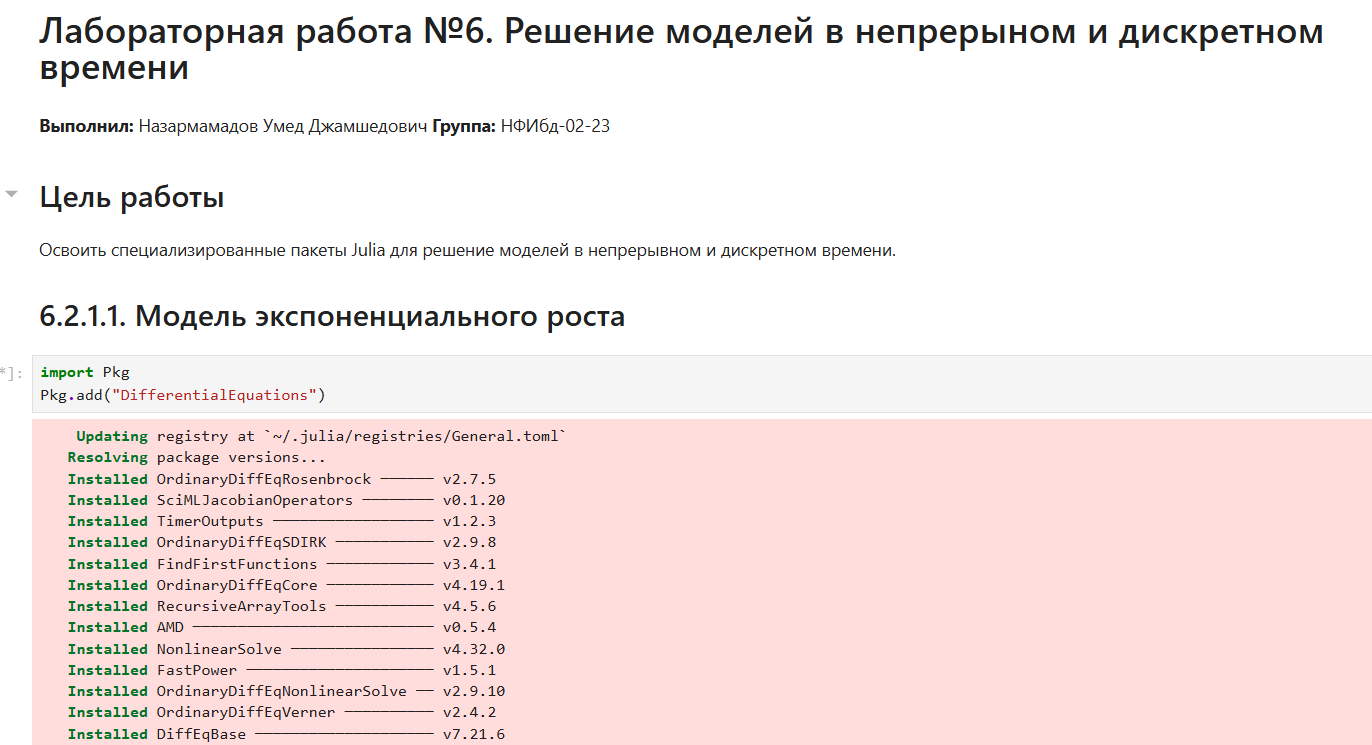 Лабораторная работа №6. Решение моделей в непрерыном и дискретном
времени
Выполнил: Назармамадов Умед Джамшедович Группа: НФИбд-02-23
Цель работы
Освоить специализированные пакеты Julia для решение моделей в непрерывном и дискретном времени.
6.2.1.1. Модель экспоненциального роста
*]:
import Pkg
Pkg.add("DifferentialEquations")
Updating registry at `~/.julia/registries/General.toml`
Resolving package versions...
Installed OrdinaryDiffEqRosenbrock ────── v2.7.5
Installed SciMLJacobianOperators ──────── v0.1.20
Installed TimerOutputs ────────────────── v1.2.3
Installed OrdinaryDiffEqSDIRK ─────────── v2.9.8
Installed FindFirstFunctions ──────────── v3.4.1
Installed OrdinaryDiffEqCore ──────────── v4.19.1
Installed RecursiveArrayTools ─────────── v4.5.6
Installed AMD ─────────────────────────── v0.5.4
Installed NonlinearSolve ──────────────── v4.32.0
Installed FastPower ───────────────────── v1.5.1
Installed OrdinaryDiffEqNonlinearSolve ── v2.9.10
Installed OrdinaryDiffEqVerner ────────── v2.4.2
Installed DiffEqBase ──────────────────── v7.21.6